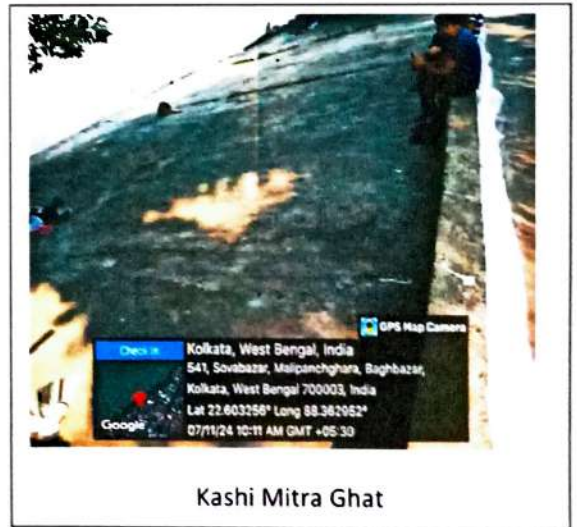 GPS Map Camera
Check In
Kolkata, West Bengal, India
541, Sovabazar, Malipanchghara, Baghbazar,
Kolkata, West Bengal 700003, India
Lat 22.603256° Long 88.362952°
07/11/24 10:11 AM GMT +05:30
Google
Kashi Mitra Ghat